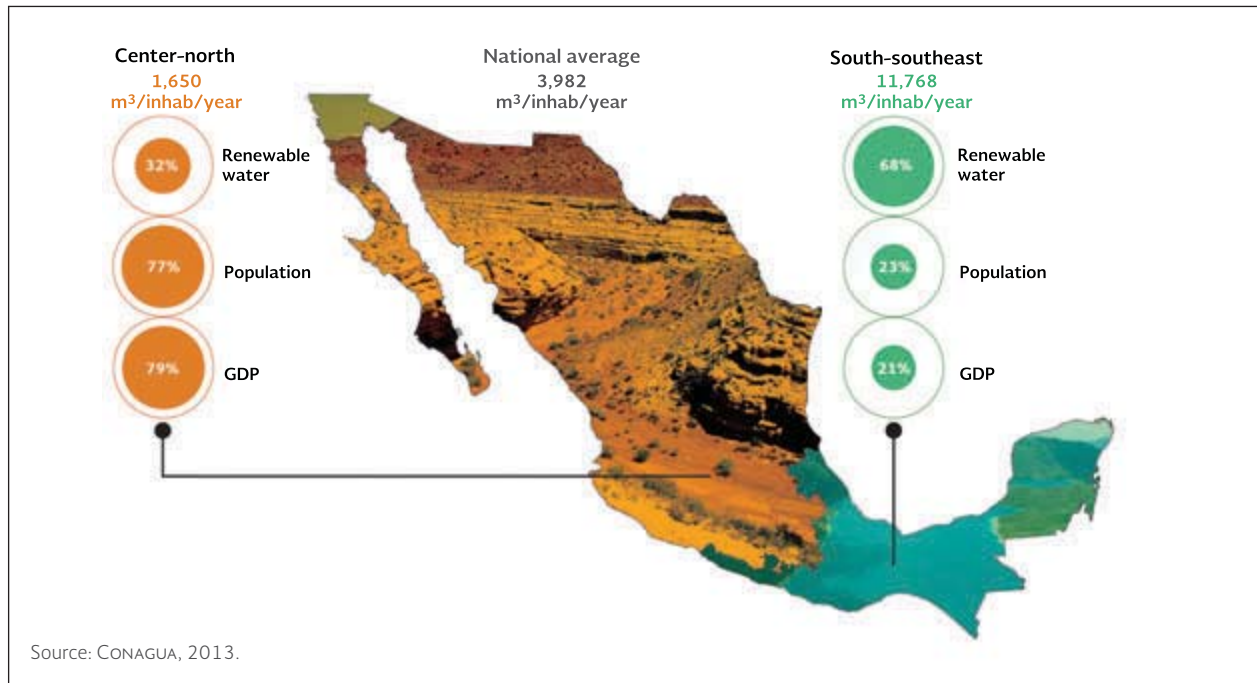 Center–north
1,650
m³/inhab/year
32%
Renewable
water
77%
Population
79%
GDP
National average
3,982
m³/inhab/year
South–southeast
11,768
m³/inhab/year
68%
Renewable
water
23%
Population
21%
GDP
Source: CONAGUA, 2013.